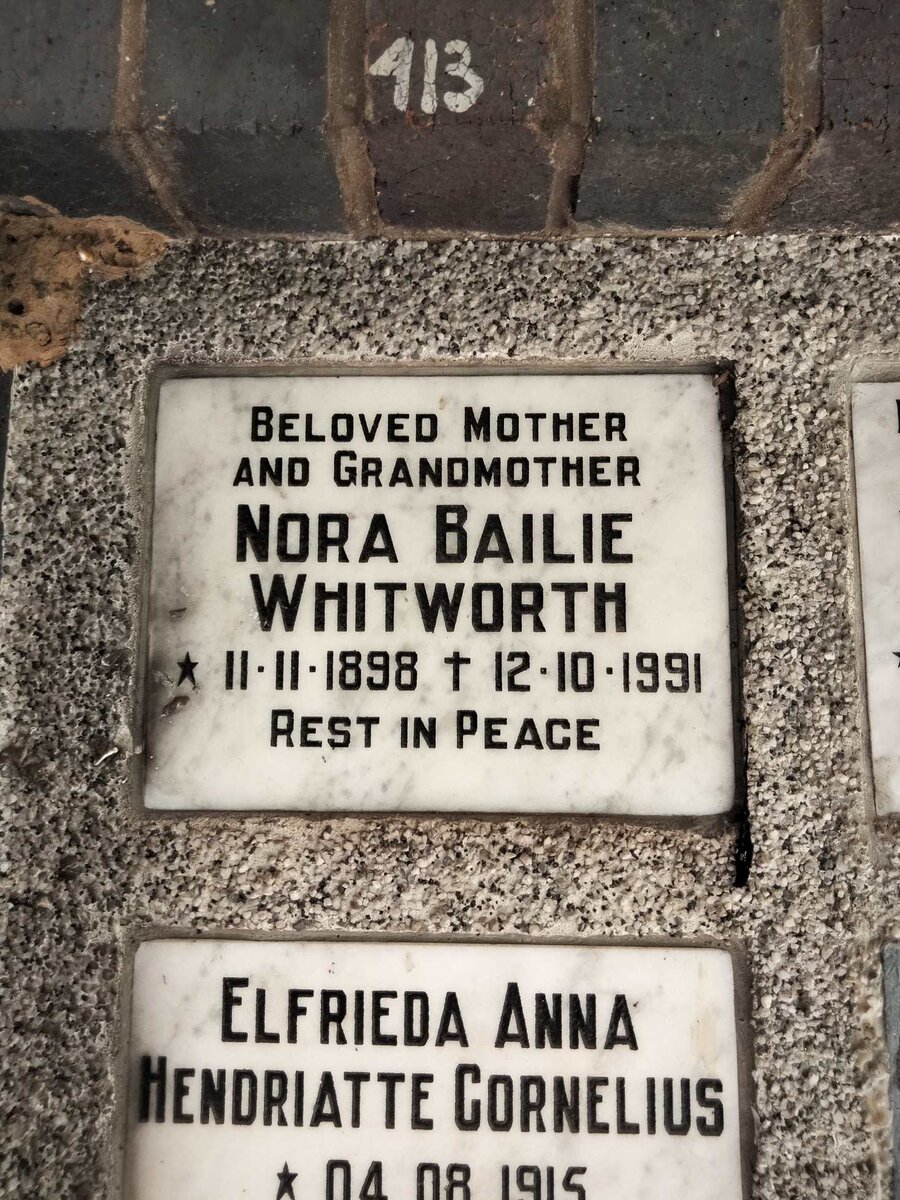 913
BELOVED MOTHER
AND GRANDMOTHER
NORA BAILIE
WHITWORTH
★ 11·11·1898 ✝ 12·10·1991
REST IN PEACE
ELFRIEDA ANNA
HENDRIATTE CORNELIUS
★ 04 08 1915